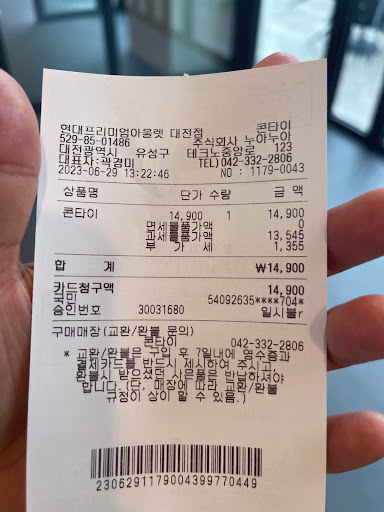 현대프리미엄아울렛 대전점 콘타이
529-85-01486 주식회사 누아누아
대전광역시 유성구 테크노중앙로 123
대표자:곽경미 TEL)042-332-2806
2023-06-29 13:22:46 NO : 1179-0043
상품명 단가 수량 금 액
콘타이 14,900 1 14,900
면세물품가액 0
과세물품가액 13,545
부 가 세 1,355
합 계 ₩14,900
카드청구액 14,900
국민 54092635****704*
승인번호 30031680 일시불r
구매매장(교환/환불 문의)
콘타이 042-332-2806
* 교환/환불은 구입 후 7일내에 영수증과
결제카드를 반드시 제시하여 주시고,
환불시 받으셨던 사은품은 반납하셔야
합니다.(단, 매장에 따라 교환/환불
규정이 상이 할 수 있음.)
2306291179004399770449